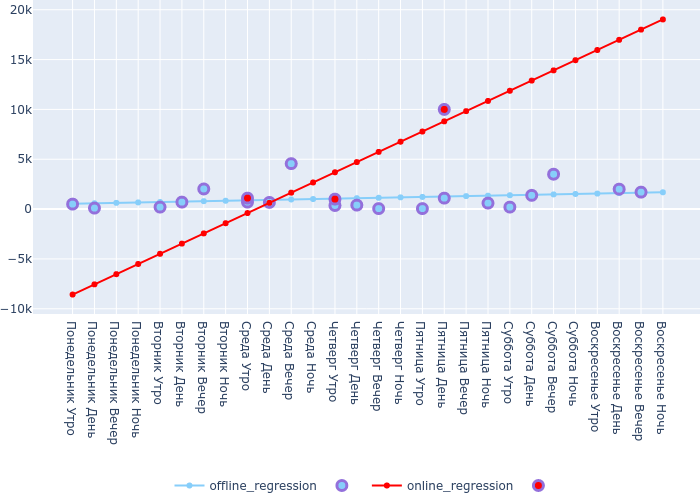 20k
15k
10k
5k
0
−5k
−10k
Понедельник Утро
Понедельник День
Понедельник Вечер
Понедельник Ночь
Вторник Утро
Вторник День
Вторник Вечер
Вторник Ночь
Среда Утро
Среда День
Среда Вечер
Среда Ночь
Четверг Утро
Четверг День
Четверг Вечер
Четверг Ночь
Пятница Утро
Пятница День
Пятница Вечер
Пятница Ночь
Суббота Утро
Суббота День
Суббота Вечер
Суббота Ночь
Воскресенье Утро
Воскресенье День
Воскресенье Вечер
Воскресенье Ночь
offline_regression
online_regression